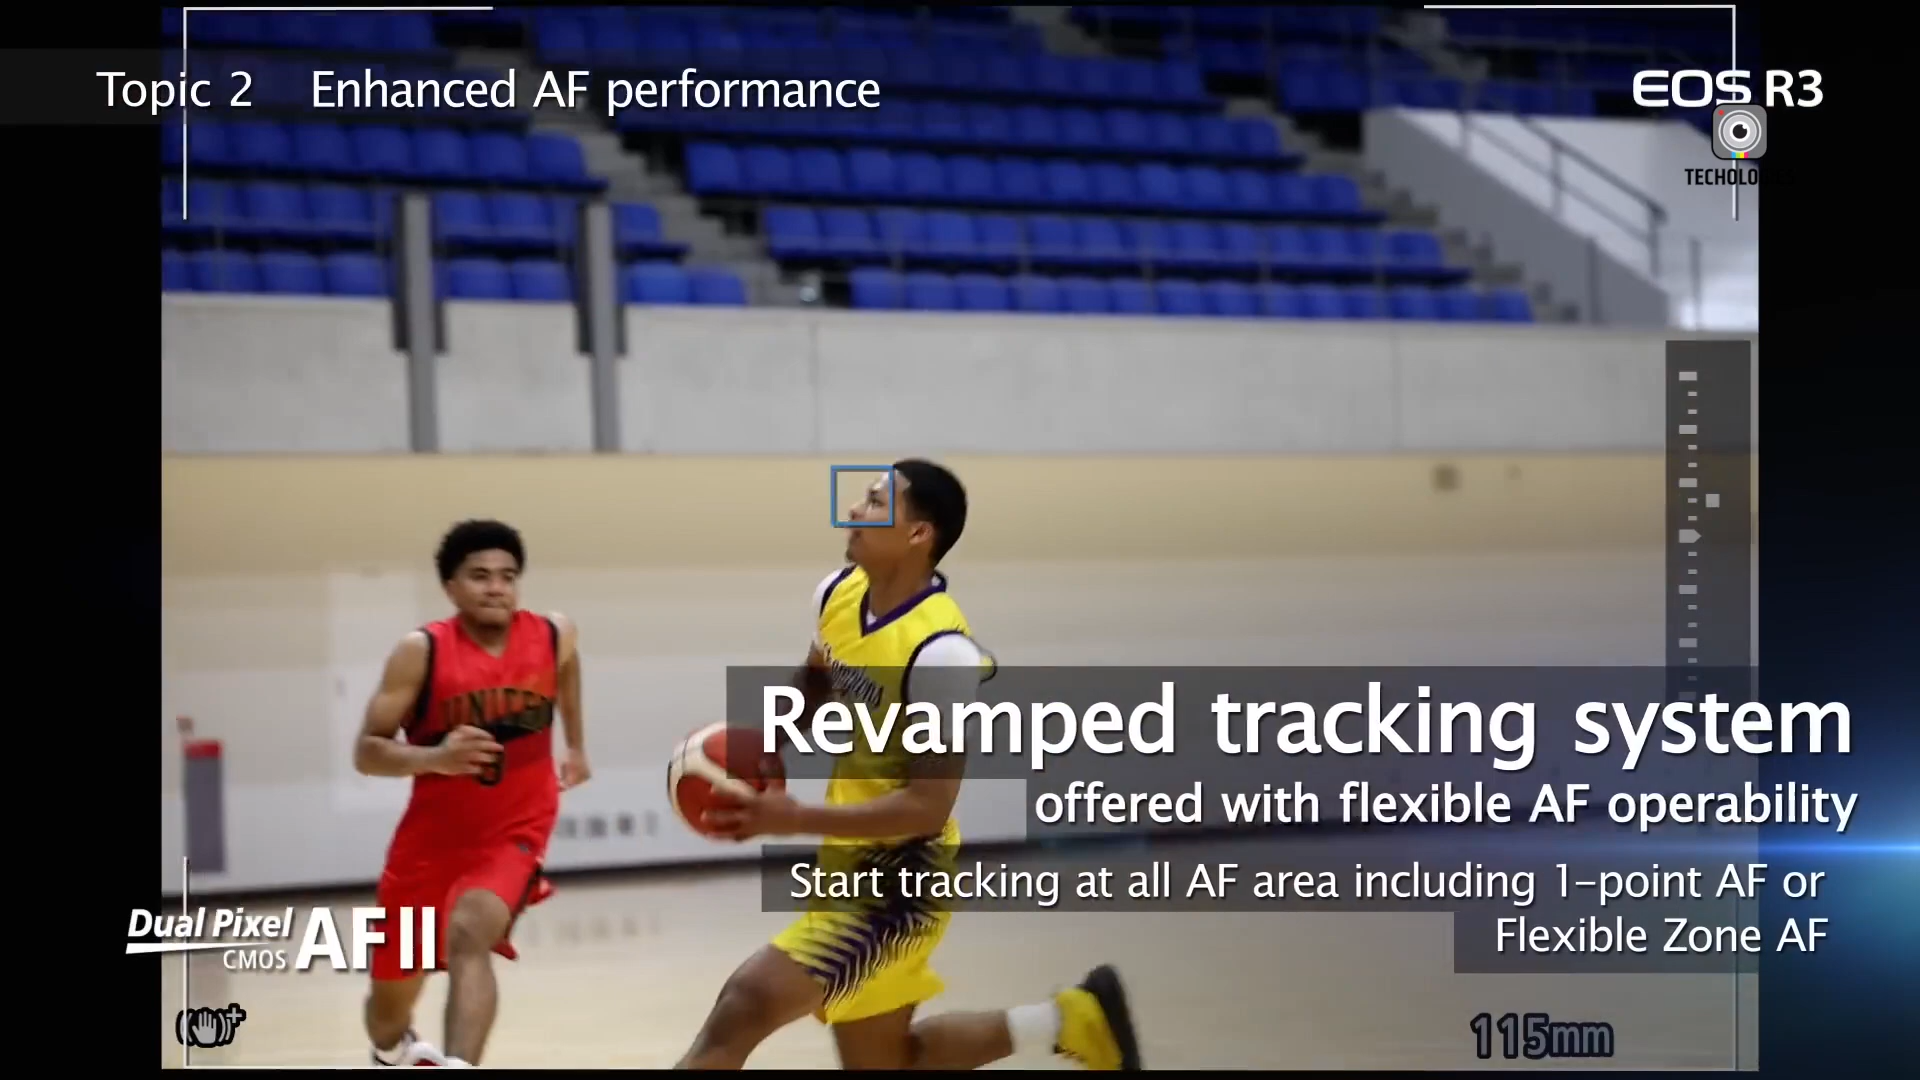 Topic 2 Enhanced AF performance
EOS R3
Revamped tracking system
offered with flexible AF operability
Start tracking at all AF area including 1-point AF or
Flexible Zone AF
Dual Pixel
CMOS AF II
115mm